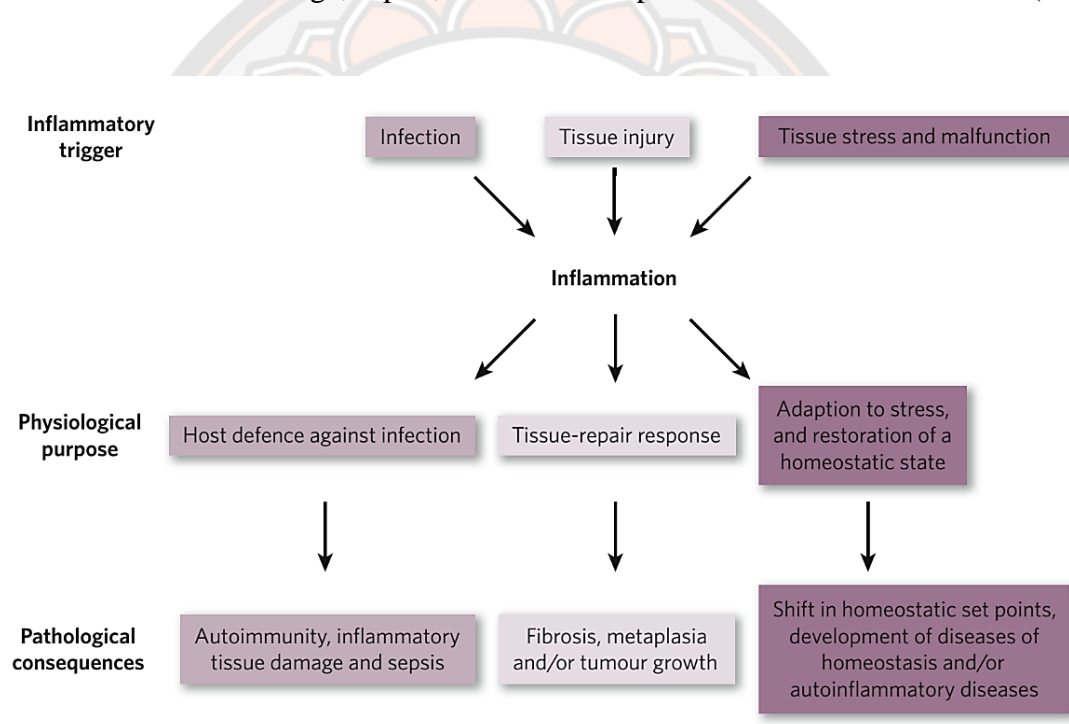 Inflammatory
trigger
Infection
Tissue injury
Tissue stress and malfunction
Inflammation
Physiological
purpose
Host defence against infection
Tissue-repair response
Adaption to stress,
and restoration of a
homeostatic state
Pathological
consequences
Autoimmunity, inflammatory
tissue damage and sepsis
Fibrosis, metaplasia
and/or tumour growth
Shift in homeostatic set points,
development of diseases of
homeostasis and/or
autoinflammatory diseases